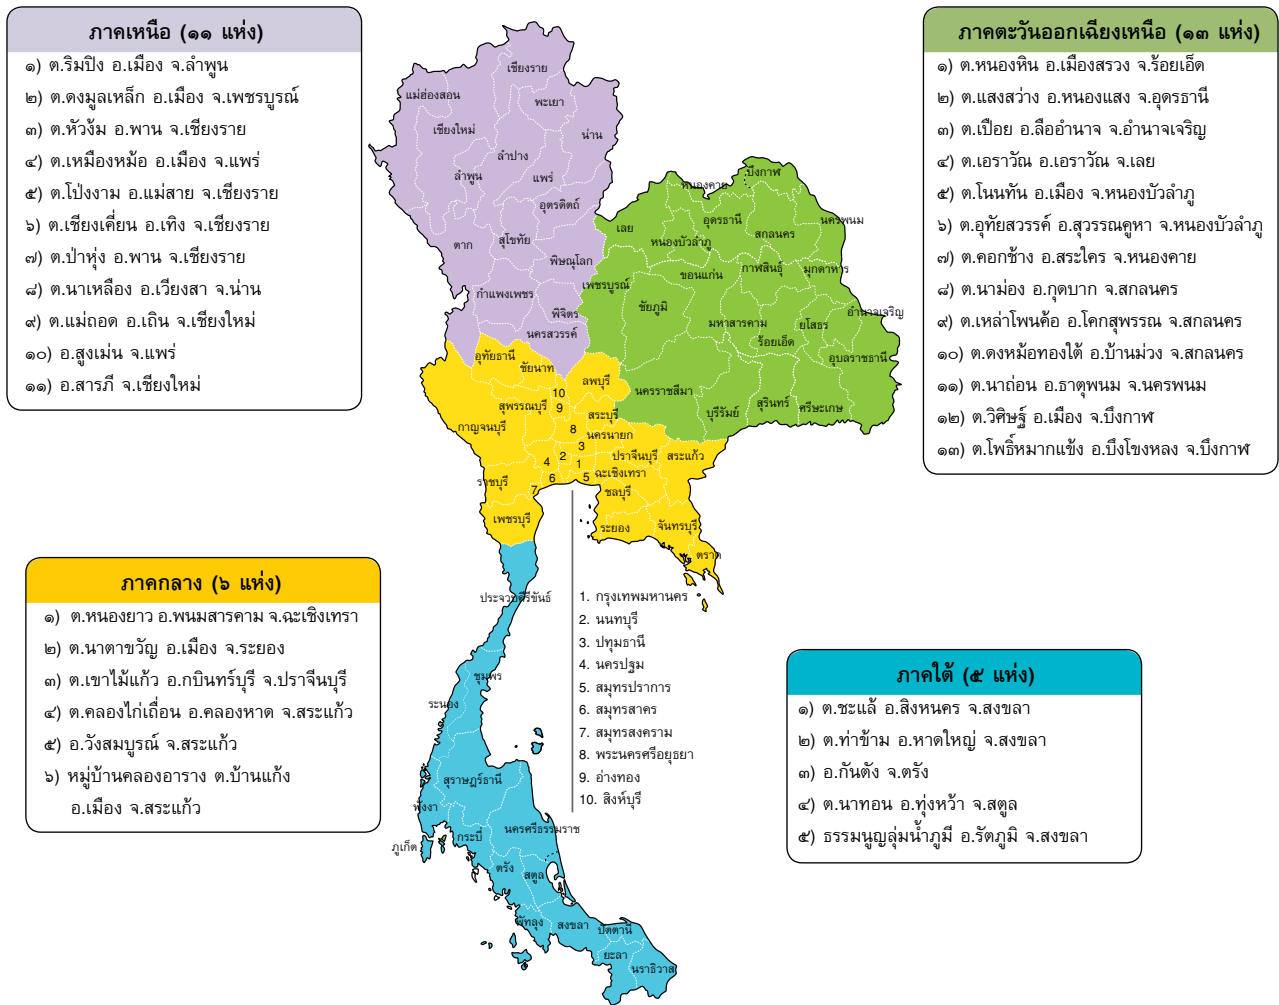 ภาคเหนือ (๑๑ แห่ง)
๑) ต.ริมปิง อ.เมือง จ.ลำพูน
๒) ต.ดงมูลเหล็ก อ.เมือง จ.เพชรบูรณ์
๓) ต.หัวง้ม อ.พาน จ.เชียงราย
๔) ต.เหมืองหม้อ อ.เมือง จ.แพร่
๕) ต.โป่งงาม อ.แม่สาย จ.เชียงราย
๖) ต.เชียงเคี่ยน อ.เทิง จ.เชียงราย
๗) ต.ป่าหุ่ง อ.พาน จ.เชียงราย
๘) ต.นาเหลือง อ.เวียงสา จ.น่าน
๙) ต.แม่ถอด อ.เถิน จ.เชียงใหม่
๑๐) อ.สูงเม่น จ.แพร่
๑๑) อ.สารภี จ.เชียงใหม่
ภาคตะวันออกเฉียงเหนือ (๑๓ แห่ง)
๑) ต.หนองหิน อ.เมืองสรวง จ.ร้อยเอ็ด
๒) ต.แสงสว่าง อ.หนองแสง จ.อุดรธานี
๓) ต.เปือย อ.ลืออำนาจ จ.อำนาจเจริญ
๔) ต.เอราวัณ อ.เอราวัณ จ.เลย
๕) ต.โนนทัน อ.เมือง จ.หนองบัวลำภู
๖) ต.อุทัยสวรรค์ อ.สุวรรณคูหา จ.หนองบัวลำภู
๗) ต.คอกช้าง อ.สระใคร จ.หนองคาย
๘) ต.นาม่อง อ.กุดบาก จ.สกลนคร
๙) ต.เหล่าโพนค้อ อ.โคกสุพรรณ จ.สกลนคร
๑๐) ต.ดงหม้อทองใต้ อ.บ้านม่วง จ.สกลนคร
๑๑) ต.นาถ่อน อ.ธาตุพนม จ.นครพนม
๑๒) ต.วิศิษฐ์ อ.เมือง จ.บึงกาฬ
๑๓) ต.โพธิ์หมากแข้ง อ.บึงโขงหลง จ.บึงกาฬ
เชียงราย
แม่ฮ่องสอน
พะเยา
เชียงใหม่
น่าน
ลำปาง
ลำพูน
แพร่
อุตรดิตถ์
ตาก
สุโขทัย
พิษณุโลก
กำแพงเพชร
พิจิตร
นครสวรรค์
เพชรบูรณ์
บึงกาฬ
หนองคาย
เลย
อุดรธานี
นครพนม
หนองบัวลำภู
สกลนคร
ขอนแก่น
กาฬสินธุ์
มุกดาหาร
ชัยภูมิ
มหาสารคาม
ร้อยเอ็ด
ยโสธร
อำนาจเจริญ
อุบลราชธานี
นครราชสีมา
บุรีรัมย์
สุรินทร์
ศรีษะเกษ
อุทัยธานี
ชัยนาท
ลพบุรี
10
9
สุพรรณบุรี
สระบุรี
กาญจนบุรี
8
นครนายก
3
2
4
1
ปราจีนบุรี
สระแก้ว
6
5
ฉะเชิงเทรา
7
ราชบุรี
ชลบุรี
เพชรบุรี
ระยอง
จันทรบุรี
ตราด
ประจวบคีรีขันธ์
ชุมพร
ระนอง
สุราษฎร์ธานี
พังงา
นครศรีธรรมราช
กระบี่
ภูเก็ต
ตรัง
สตูล
พัทลุง
สงขลา
ปัตตานี
ยะลา
นราธิวาส
1. กรุงเทพมหานคร
2. นนทบุรี
3. ปทุมธานี
4. นครปฐม
5. สมุทรปราการ
6. สมุทรสาคร
7. สมุทรสงคราม
8. พระนครศรีอยุธยา
9. อ่างทอง
10. สิงห์บุรี
ภาคกลาง (๖ แห่ง)
๑) ต.หนองยาว อ.พนมสารคาม จ.ฉะเชิงเทรา
๒) ต.นาตาขวัญ อ.เมือง จ.ระยอง
๓) ต.เขาไม้แก้ว อ.กบินทร์บุรี จ.ปราจีนบุรี
๔) ต.คลองไก่เถื่อน อ.คลองหาด จ.สระแก้ว
๕) อ.วังสมบูรณ์ จ.สระแก้ว
๖) หมู่บ้านคลองอาราง ต.บ้านแก้ง
อ.เมือง จ.สระแก้ว
ภาคใต้ (๕ แห่ง)
๑) ต.ชะแล้ อ.สิงหนคร จ.สงขลา
๒) ต.ท่าข้าม อ.หาดใหญ่ จ.สงขลา
๓) อ.กันตัง จ.ตรัง
๔) ต.นาทอน อ.ทุ่งหว้า จ.สตูล
๕) ธรรมนูญลุ่มน้ำภูมี อ.รัตภูมิ จ.สงขลา